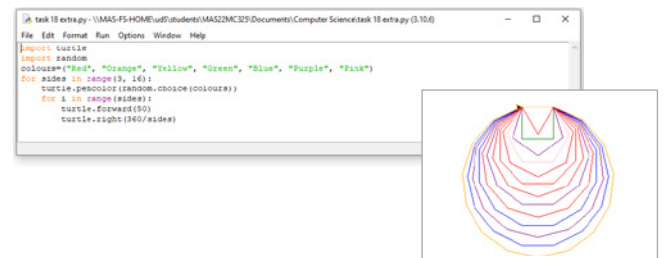 task 18 extra.py - \\MAS-FS-HOME\ud$\students\MAS22MC325\Documents\Computer Science\task 18 extra.py (3.10.6)
File Edit Format Run Options Window Help
import turtle
import random
colours=("Red", "Orange", "Yellow", "Green", "Blue", "Purple", "Pink")
for sides in range(3, 16):
turtle.pencolor(random.choice(colours))
for i in range(sides):
turtle.forward(50)
turtle.right(360/sides)